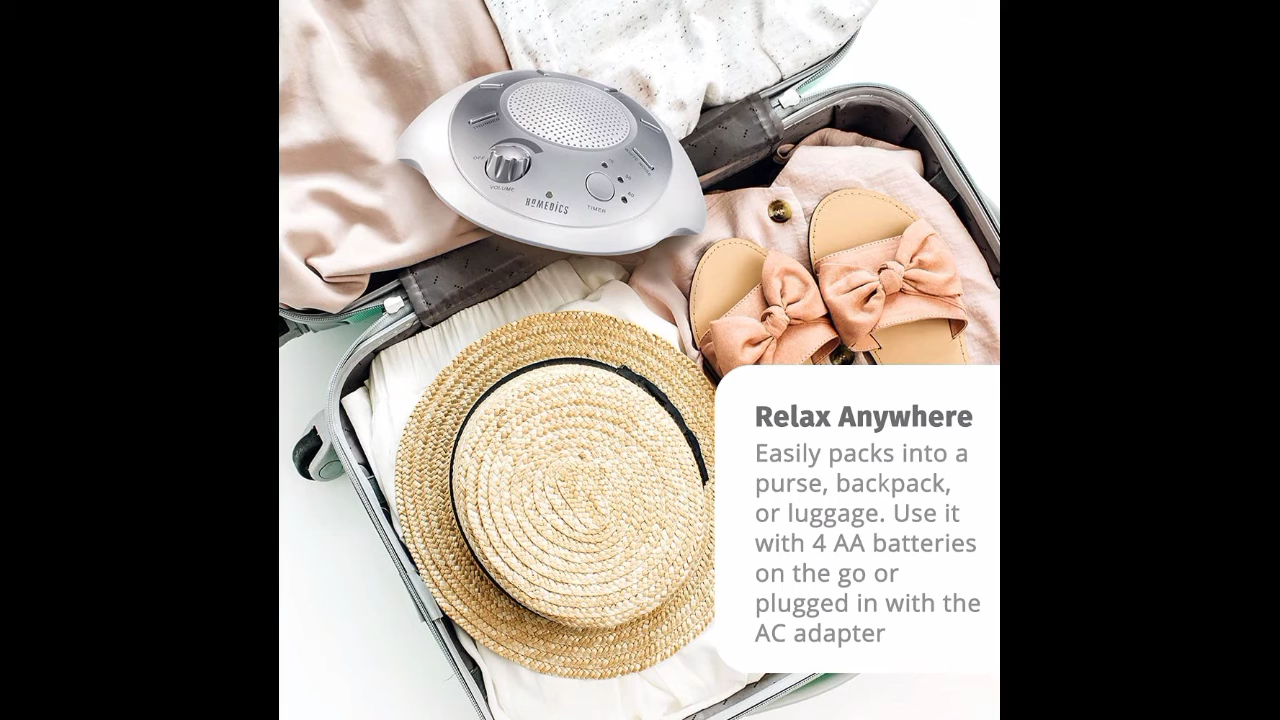 OFF
VOLUME
HoMEDiCS
TIMER
Relax Anywhere
Easily packs into a
purse, backpack,
or luggage. Use it
with 4 AA batteries
on the go or
plugged in with the
AC adapter